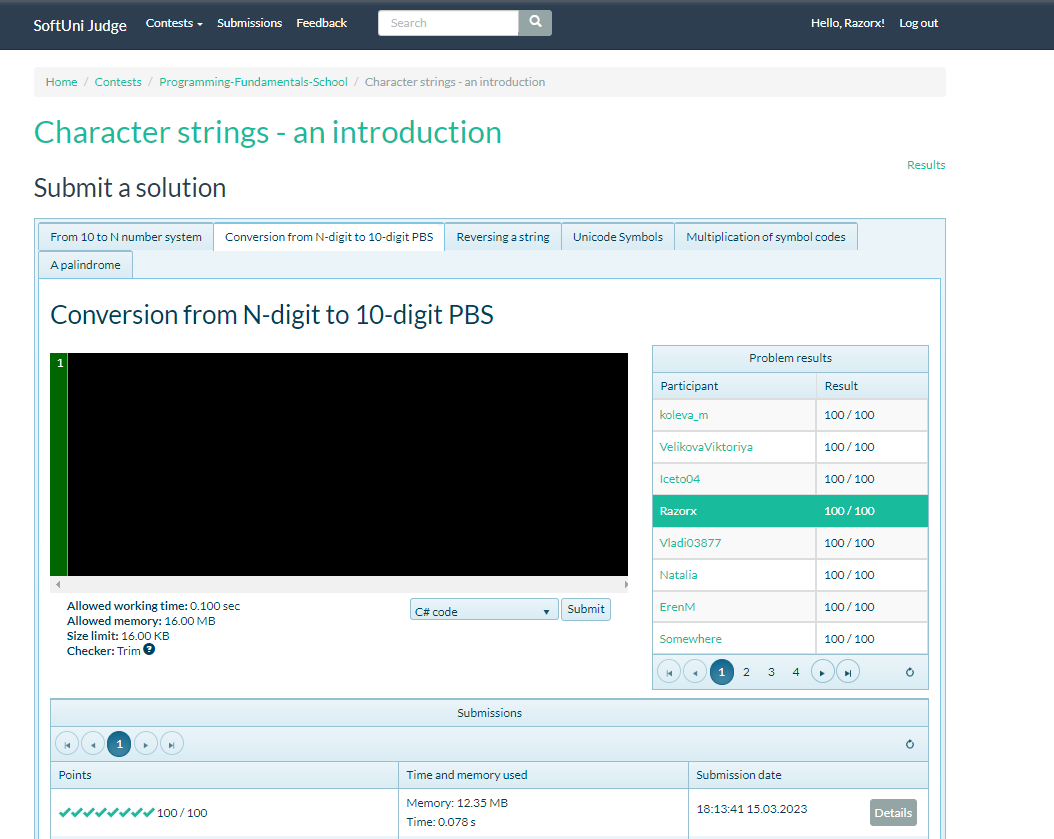 SoftUni Judge Contests Submissions Feedback Search Hello, Razorx! Log out
Home / Contests / Programming-Fundamentals-School / Character strings - an introduction
Character strings - an introduction
Results
Submit a solution
From 10 to N number system Conversion from N-digit to 10-digit PBS Reversing a string Unicode Symbols Multiplication of symbol codes
A palindrome
Conversion from N-digit to 10-digit PBS
1
Allowed working time: 0.100 sec
Allowed memory: 16.00 MB
Size limit: 16.00 KB
Checker: Trim ?
C# code Submit
Problem results
Participant Result
koleva_m 100 / 100
VelikovaViktoriya 100 / 100
Iceto04 100 / 100
Razorx 100 / 100
Vladi03877 100 / 100
Natalia 100 / 100
ErenM 100 / 100
Somewhere 100 / 100
1 2 3 4
Submissions
1
Points Time and memory used Submission date
100 / 100
Memory: 12.35 MB
Time: 0.078 s
18:13:41 15.03.2023
Details